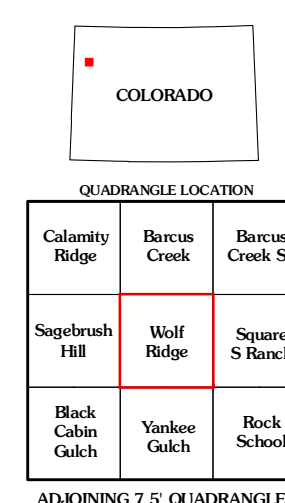 COLORADO
QUADRANGLE LOCATION
Calamity
Ridge
Barcus
Creek
Barcus
Creek S
Sagebrush
Hill
Wolf
Ridge
Square
S Ranch
Black
Cabin
Gulch
Yankee
Gulch
Rock
School
ADJOINING 7.5' QUADRANGLE